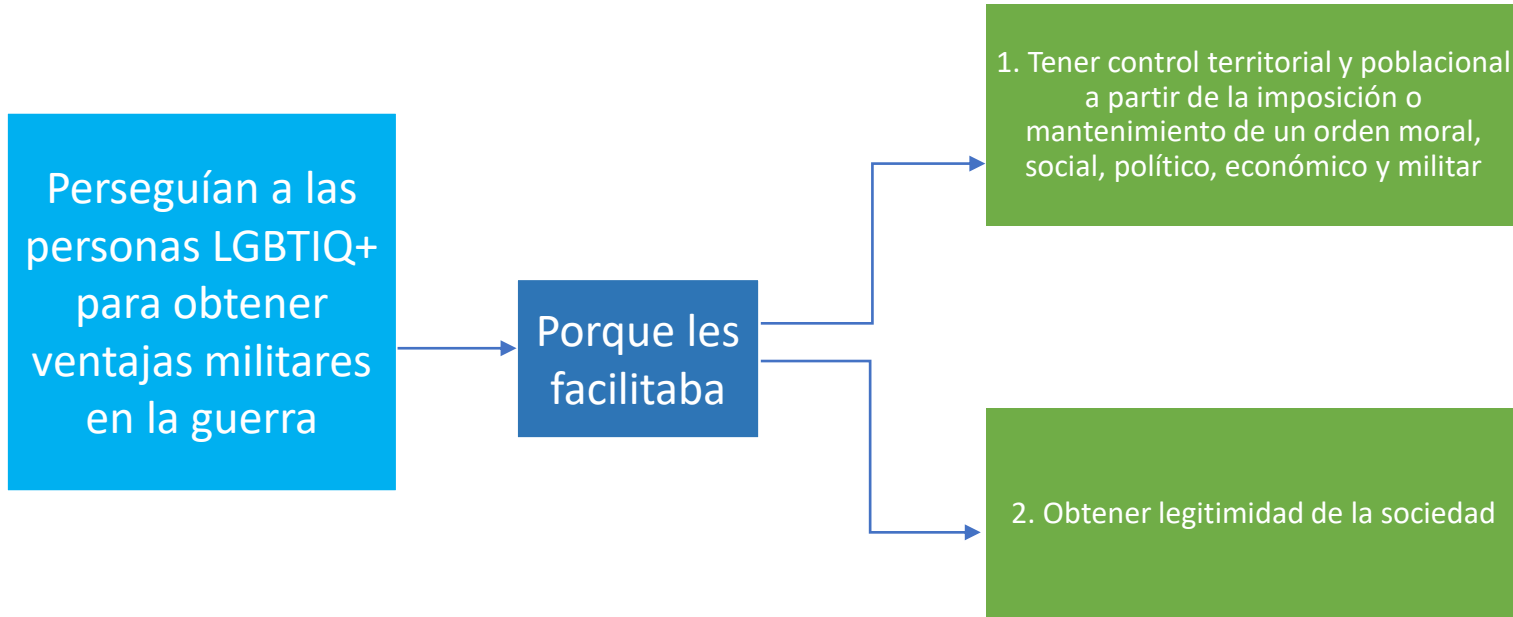 Perseguían a las
personas LGBTIQ+
para obtener
ventajas militares
en la guerra
Porque les
facilitaba
1. Tener control territorial y poblacional
a partir de la imposición o
mantenimiento de un orden moral,
social, político, económico y militar
2. Obtener legitimidad de la sociedad